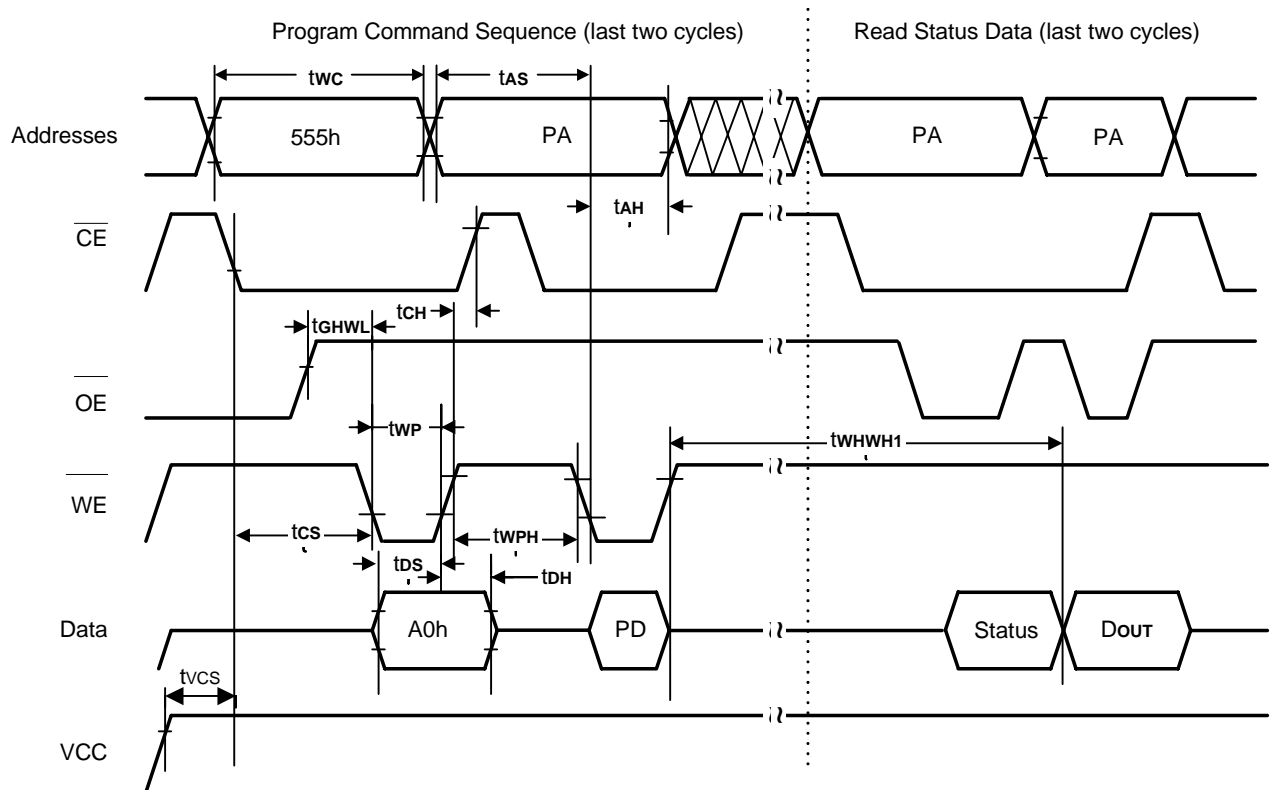 Program Command Sequence (last two cycles) Read Status Data (last two cycles)
tWC tAS
Addresses 555h PA PA PA
tAH
CE
tCH
tGHWL
OE
tWP tWHWH1
WE
tCS tWPH
tDS tDH
Data A0h PD Status DOUT
tVCS
VCC